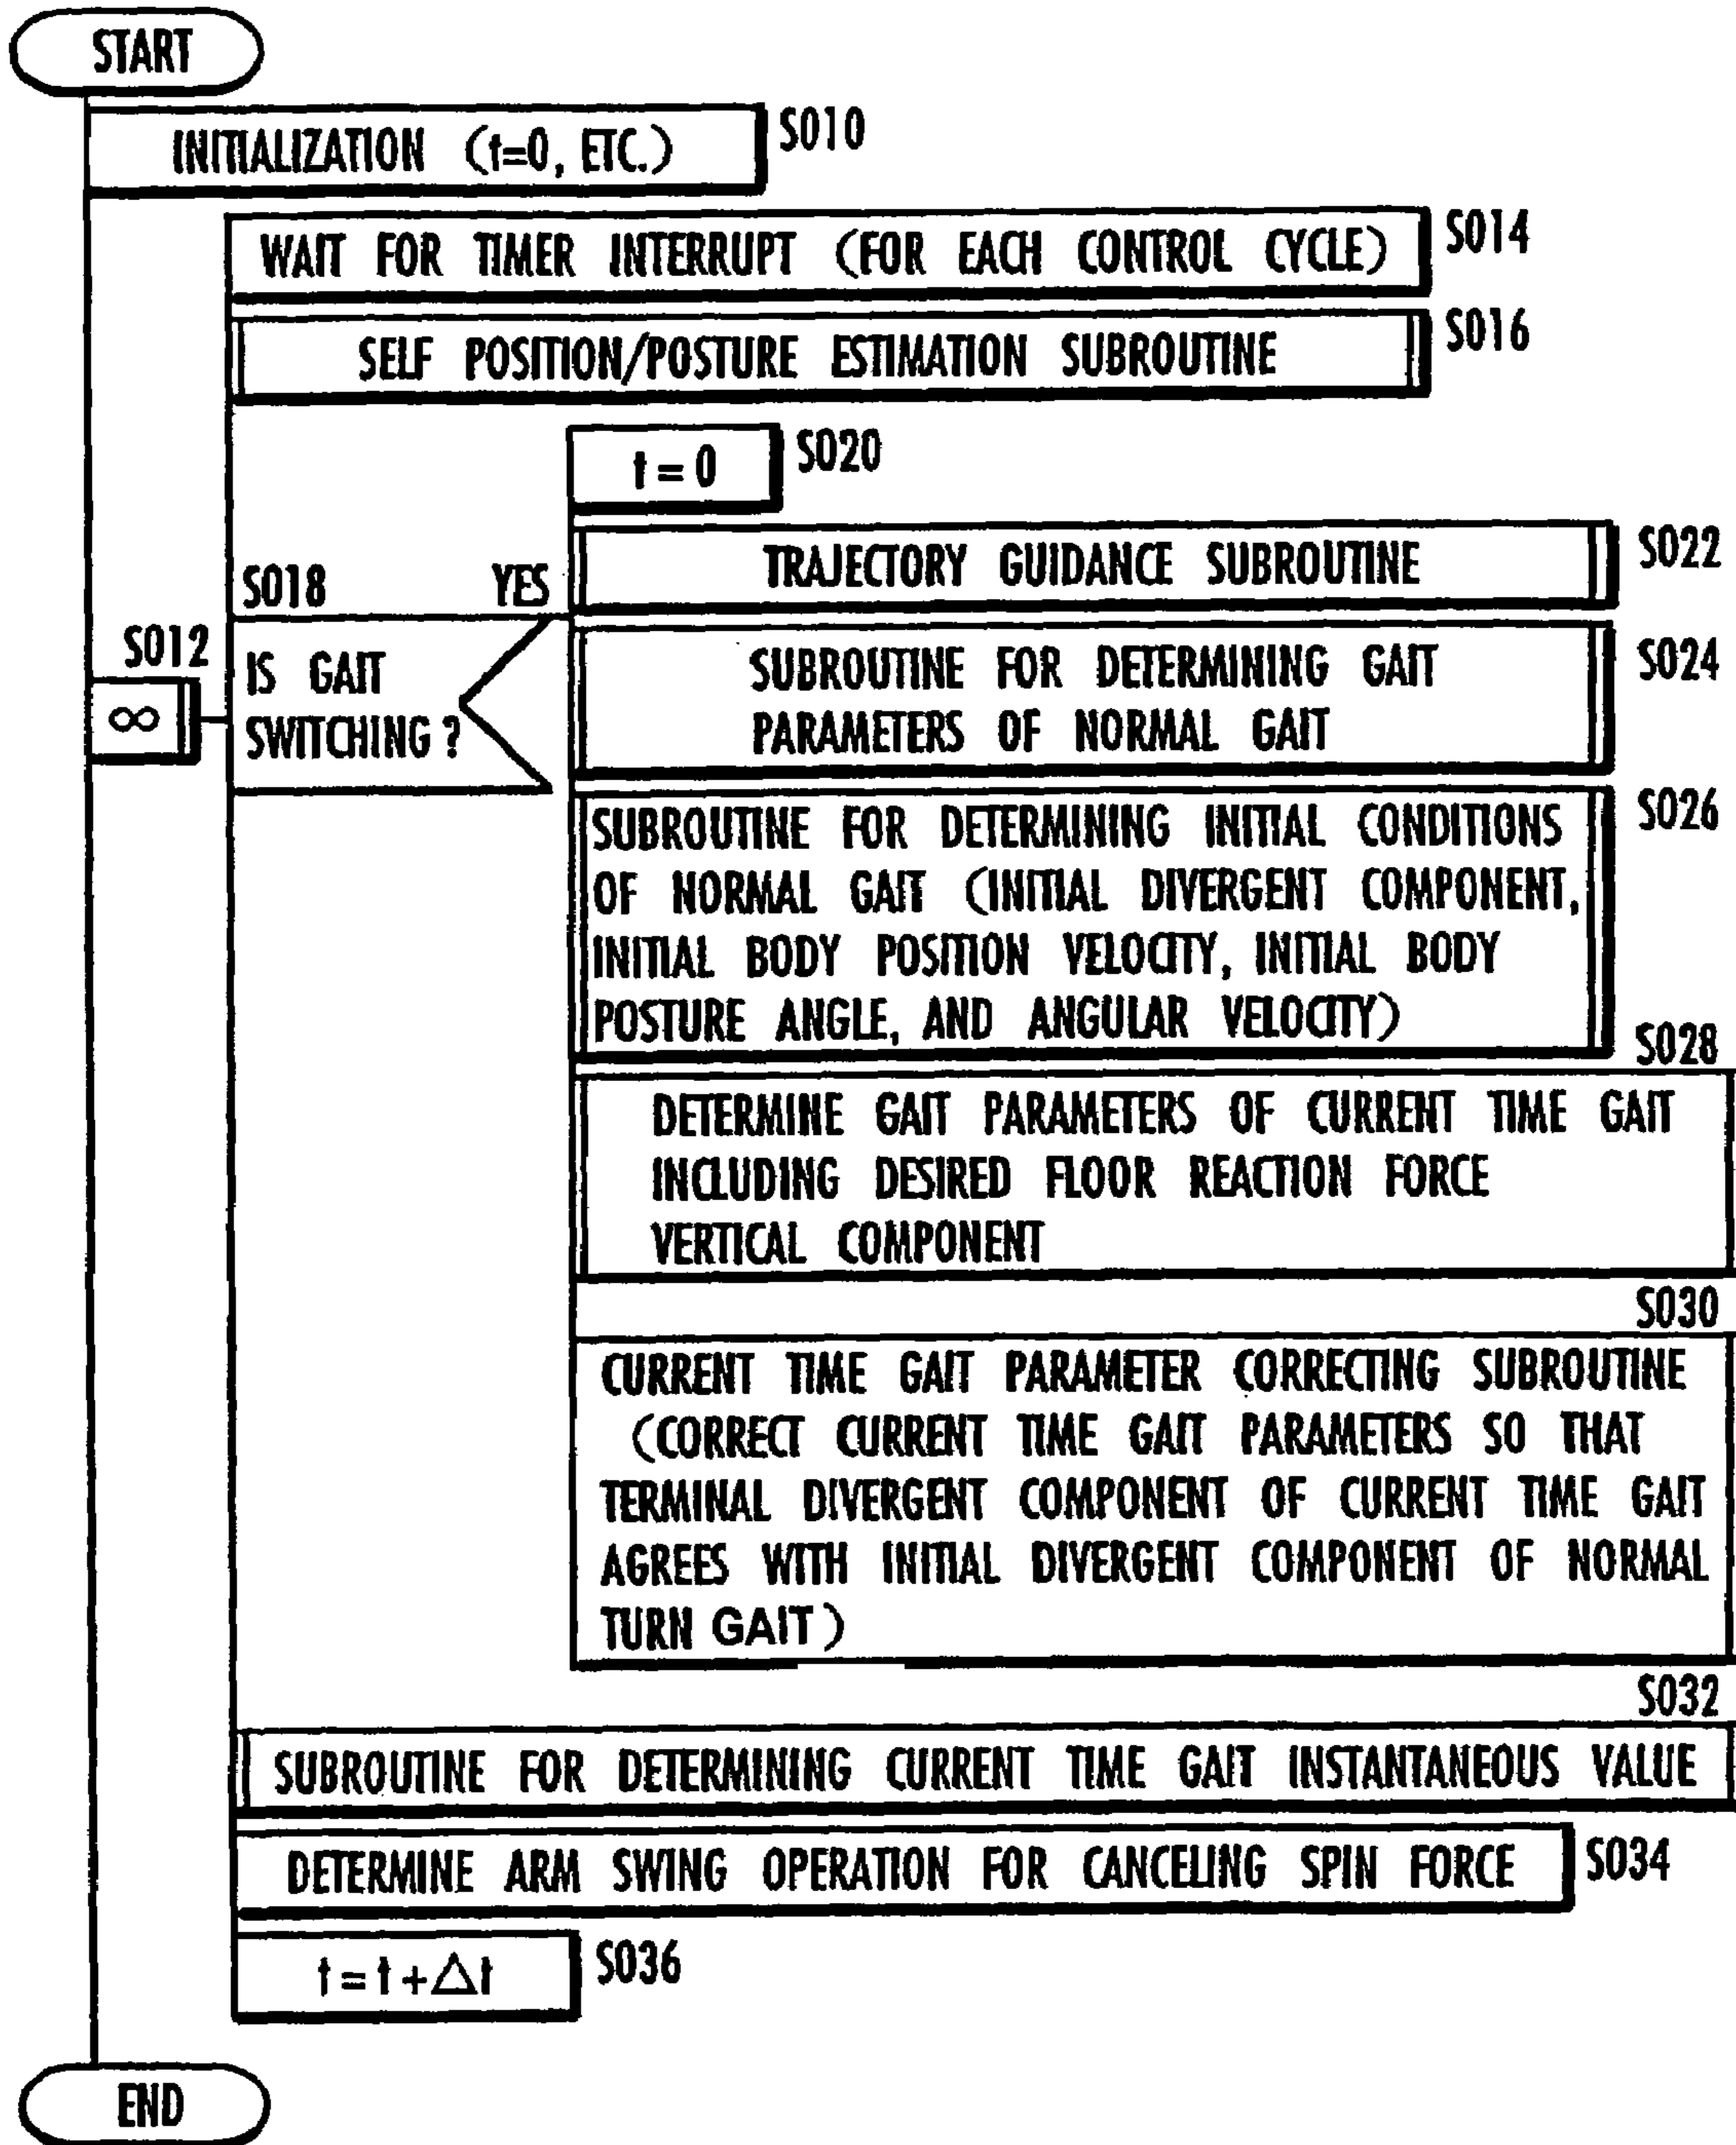 START
INITIALIZATION (t=0, ETC.) S010
WAIT FOR TIMER INTERRUPT (FOR EACH CONTROL CYCLE) S014
SELF POSITION/POSTURE ESTIMATION SUBROUTINE S016
S012
∞
S018 YES
IS GAIT
SWITCHING?
t=0 S020
TRAJECTORY GUIDANCE SUBROUTINE S022
SUBROUTINE FOR DETERMINING GAIT S024
PARAMETERS OF NORMAL GAIT
SUBROUTINE FOR DETERMINING INITIAL CONDITIONS S026
OF NORMAL GAIT (INITIAL DIVERGENT COMPONENT,
INITIAL BODY POSITION VELOCITY, INITIAL BODY
POSTURE ANGLE, AND ANGULAR VELOCITY)
S028
DETERMINE GAIT PARAMETERS OF CURRENT TIME GAIT
INCLUDING DESIRED FLOOR REACTION FORCE
VERTICAL COMPONENT
S030
CURRENT TIME GAIT PARAMETER CORRECTING SUBROUTINE
(CORRECT CURRENT TIME GAIT PARAMETERS SO THAT
TERMINAL DIVERGENT COMPONENT OF CURRENT TIME GAIT
AGREES WITH INITIAL DIVERGENT COMPONENT OF NORMAL
TURN GAIT)
S032
SUBROUTINE FOR DETERMINING CURRENT TIME GAIT INSTANTANEOUS VALUE
DETERMINE ARM SWING OPERATION FOR CANCELING SPIN FORCE S034
t=t+△t S036
END